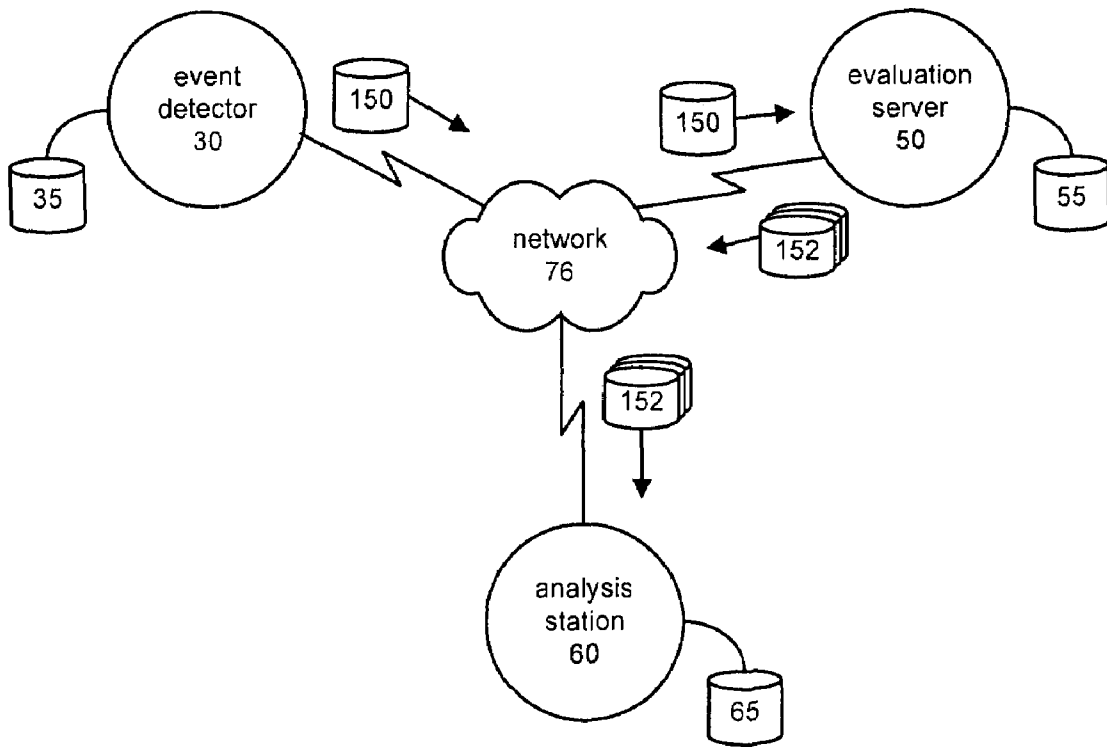 event
detector
30
150
35
150
evaluation
server
50
55
network
76
152
152
analysis
station
60
65